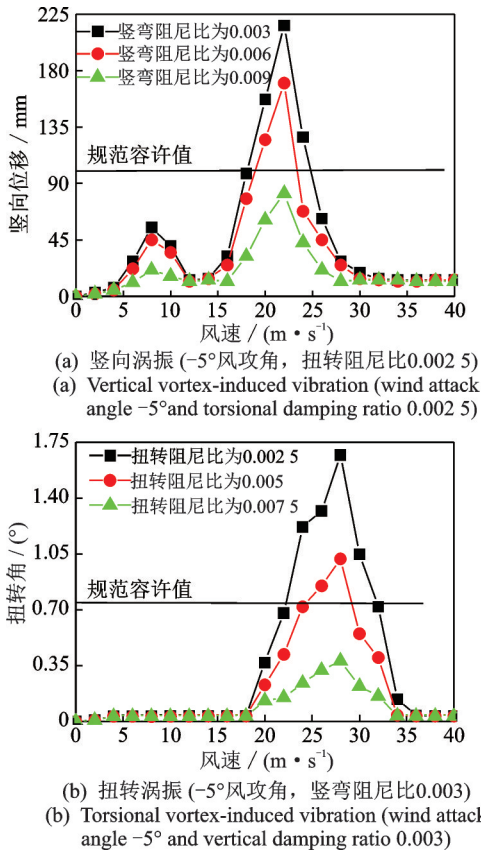 225
180
135
90
45
0
竖向位移 / mm
竖弯阻尼比为0.003
竖弯阻尼比为0.006
竖弯阻尼比为0.009
规范容许值
0 5 10 15 20 25 30 35 40
风速 / (m·s⁻¹)
(a) 竖向涡振 (−5°风攻角，扭转阻尼比0.002 5)
(a) Vertical vortex-induced vibration (wind attack
angle −5°and torsional damping ratio 0.002 5)
1.75
1.40
1.05
0.70
0.35
0
扭转角 / (°)
扭转阻尼比为0.002 5
扭转阻尼比为0.005
扭转阻尼比为0.007 5
规范容许值
0 5 10 15 20 25 30 35 40
风速 / (m·s⁻¹)
(b) 扭转涡振 (−5°风攻角，竖弯阻尼比0.003)
(b) Torsional vortex-induced vibration (wind attack
angle −5° and vertical damping ratio 0.003)